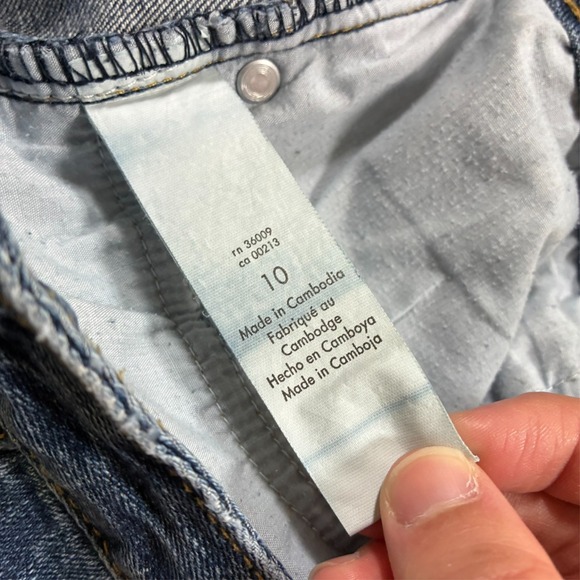 rn 36009
ca 00213
10
Made in Cambodia
Fabriqué au
Cambodge
Hecho en Camboya
Made in Camboja